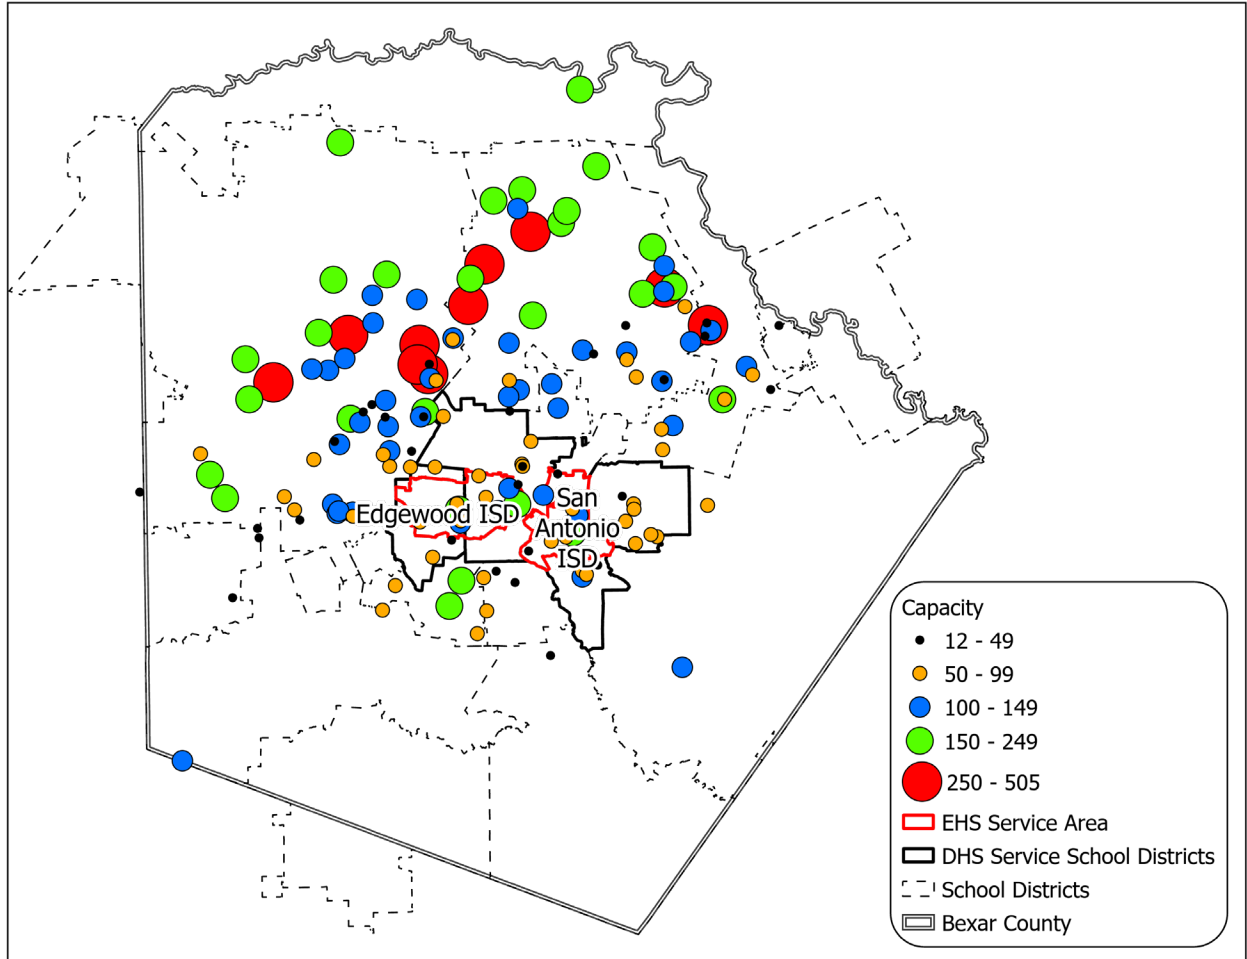 Edgewood ISD
San
Antonio
ISD
Capacity
12 - 49
50 - 99
100 - 149
150 - 249
250 - 505
EHS Service Area
DHS Service School Districts
School Districts
Bexar County